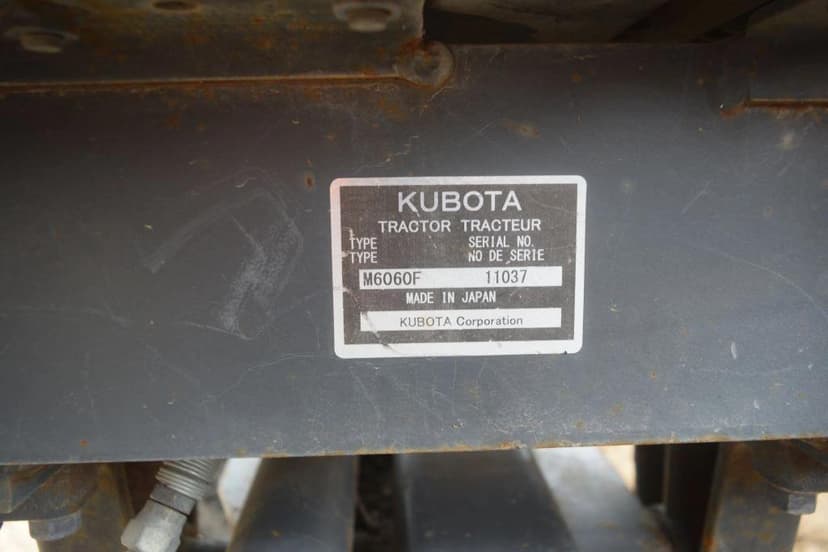 KUBOTA
TRACTOR TRACTEUR
TYPE SERIAL NO.
TYPE NO DE SERIE
M6060F 11037
MADE IN JAPAN
KUBOTA Corporation